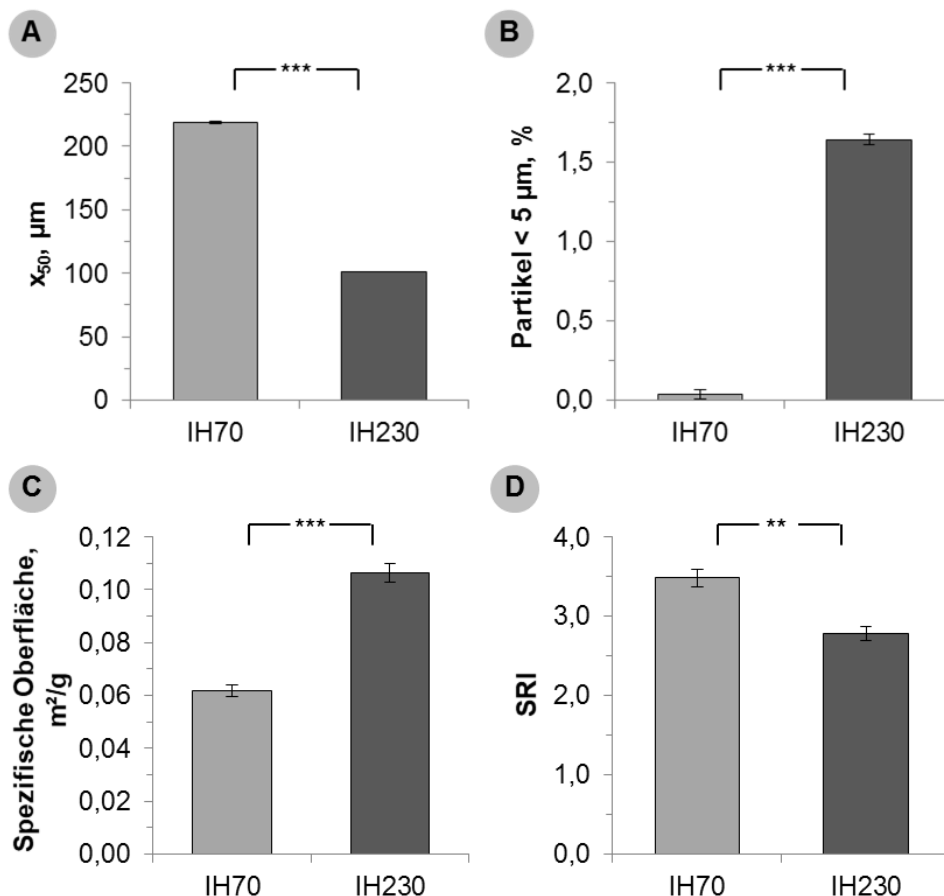 A
***
250
200
150
100
50
0
x₅₀, µm
IH70 IH230
B
***
2,0
1,5
1,0
0,5
0,0
Partikel < 5 µm, %
IH70 IH230
C
***
0,12
0,10
0,08
0,06
0,04
0,02
0,00
Spezifische Oberfläche,
m²/g
IH70 IH230
D
**
4,0
3,0
2,0
1,0
0,0
SRI
IH70 IH230